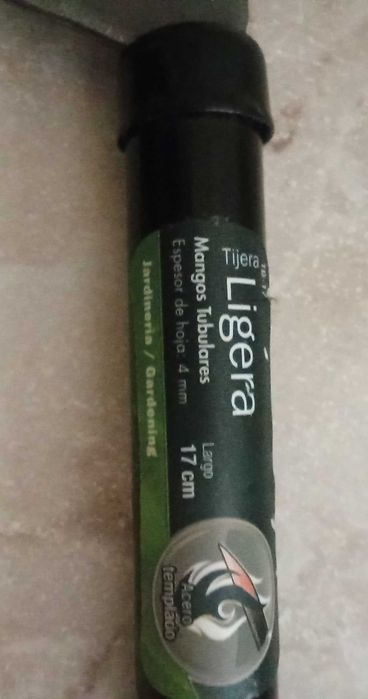 Tijera
Ligera
Mangos Tubulares
Espesor de hoja: 4 mm
Largo
17 cm
Jardinería / Gardening
Acero
templado